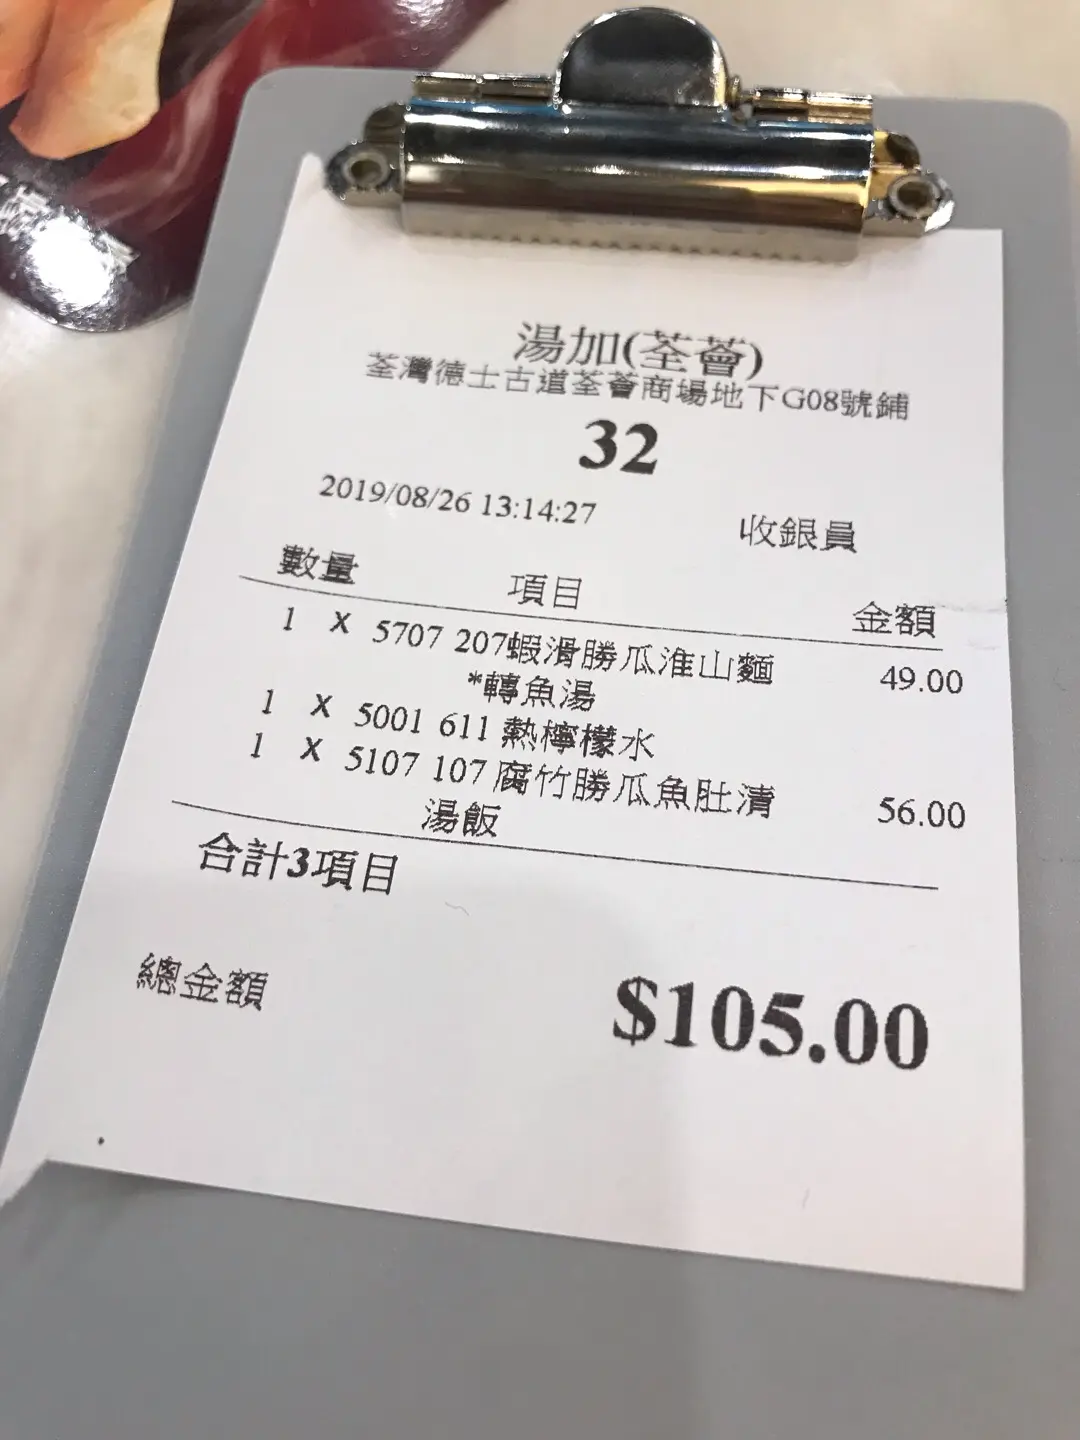 湯加(荃薈)
荃灣德士古道荃薈商場地下G08號鋪
32
2019/08/26 13:14:27 收銀員
數量 項目 金額
1 X 5707 207蝦滑勝瓜淮山麵 49.00
*轉魚湯
1 X 5001 611 熱檸檬水
1 X 5107 107 腐竹勝瓜魚肚清 56.00
湯飯
合計3項目
總金額 $105.00